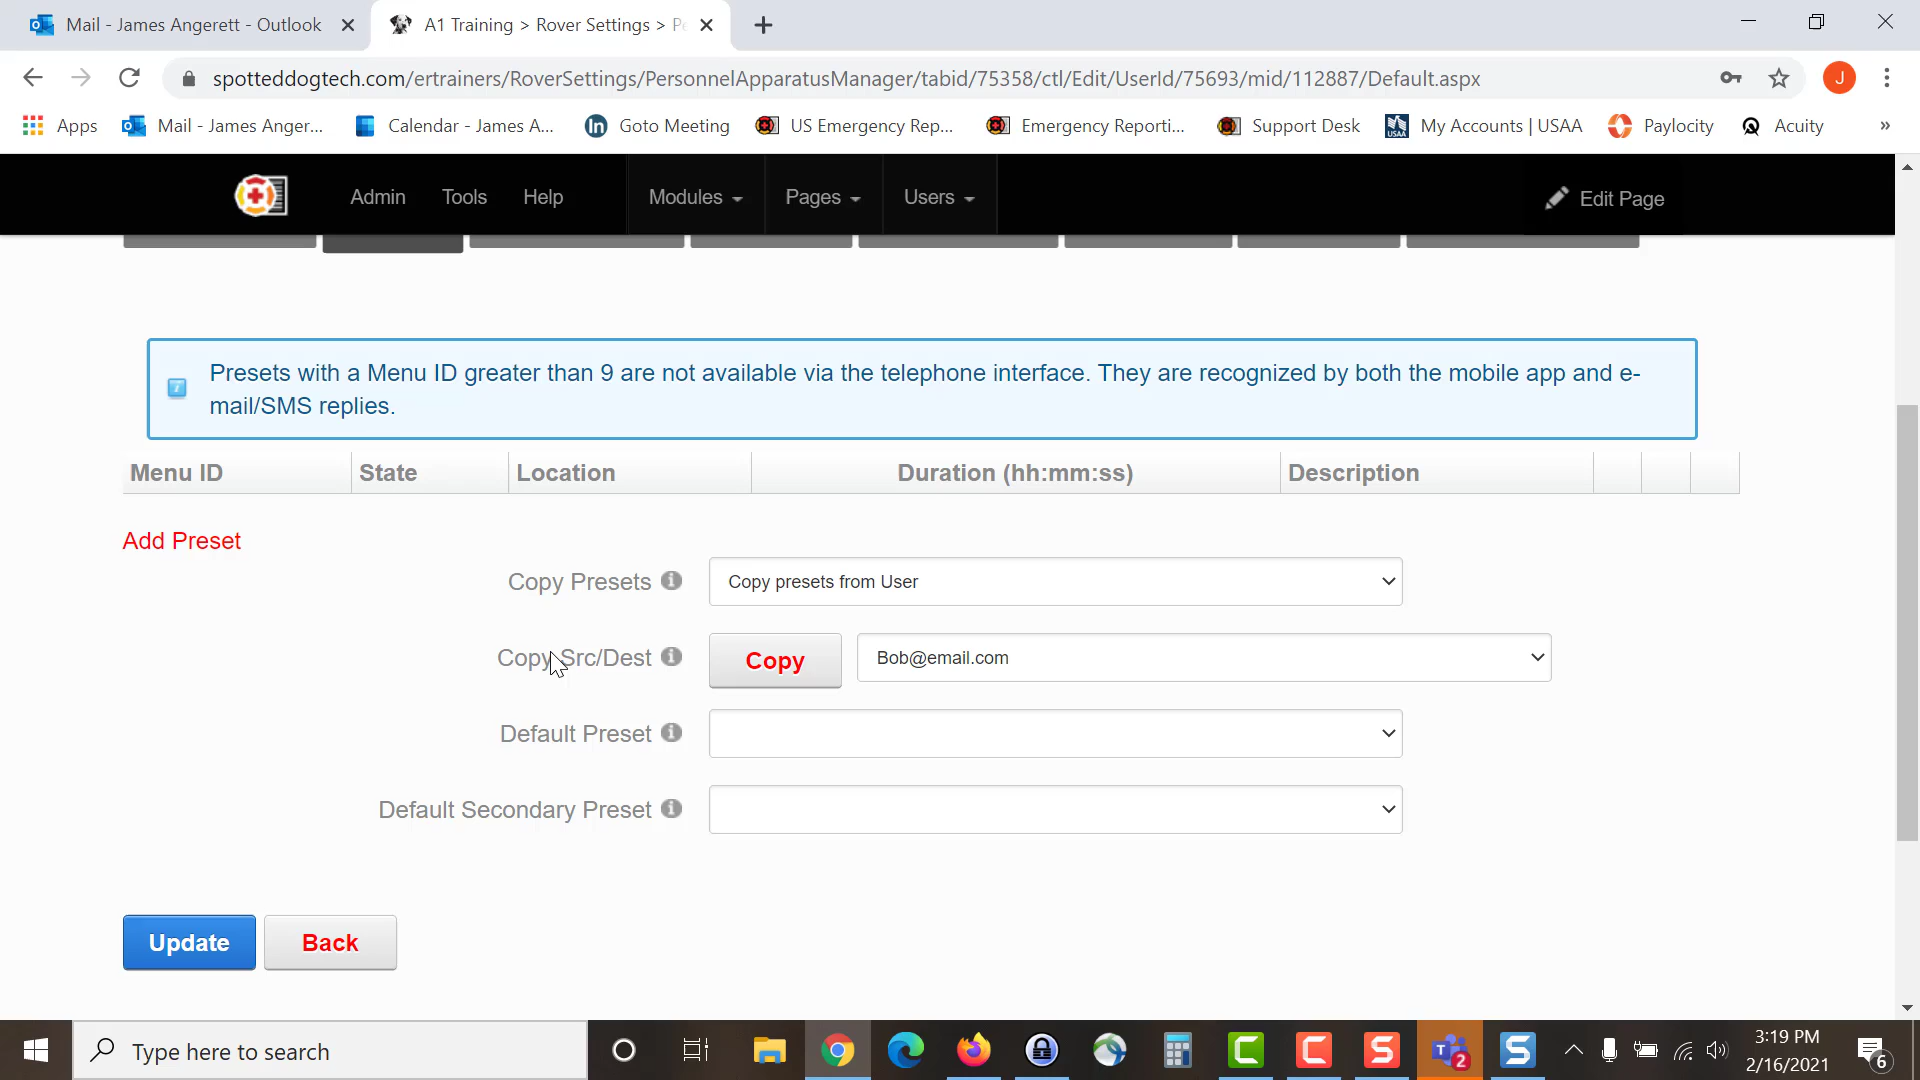 Mail - James Angerett - Outlook
A1 Training > Rover Settings > Pe
spotteddogtech.com/ertrainers/RoverSettings/PersonnelApparatusManager/tabid/75358/ctl/Edit/UserId/75693/mid/112887/Default.aspx
J
Apps
Mail - James Anger...
Calendar - James A...
Goto Meeting
US Emergency Rep...
Emergency Reporti...
Support Desk
My Accounts | USAA
Paylocity
Acuity
»
Admin
Tools
Help
Modules
Pages
Users
Edit Page
Presets with a Menu ID greater than 9 are not available via the telephone interface. They are recognized by both the mobile app and e-
mail/SMS replies.
Menu ID
State
Location
Duration (hh:mm:ss)
Description
Add Preset
Copy Presets
Copy presets from User
Copy Src/Dest
Copy
Bob@email.com
Default Preset
Default Secondary Preset
Update
Back
Type here to search
2
3:19 PM
2/16/2021
6